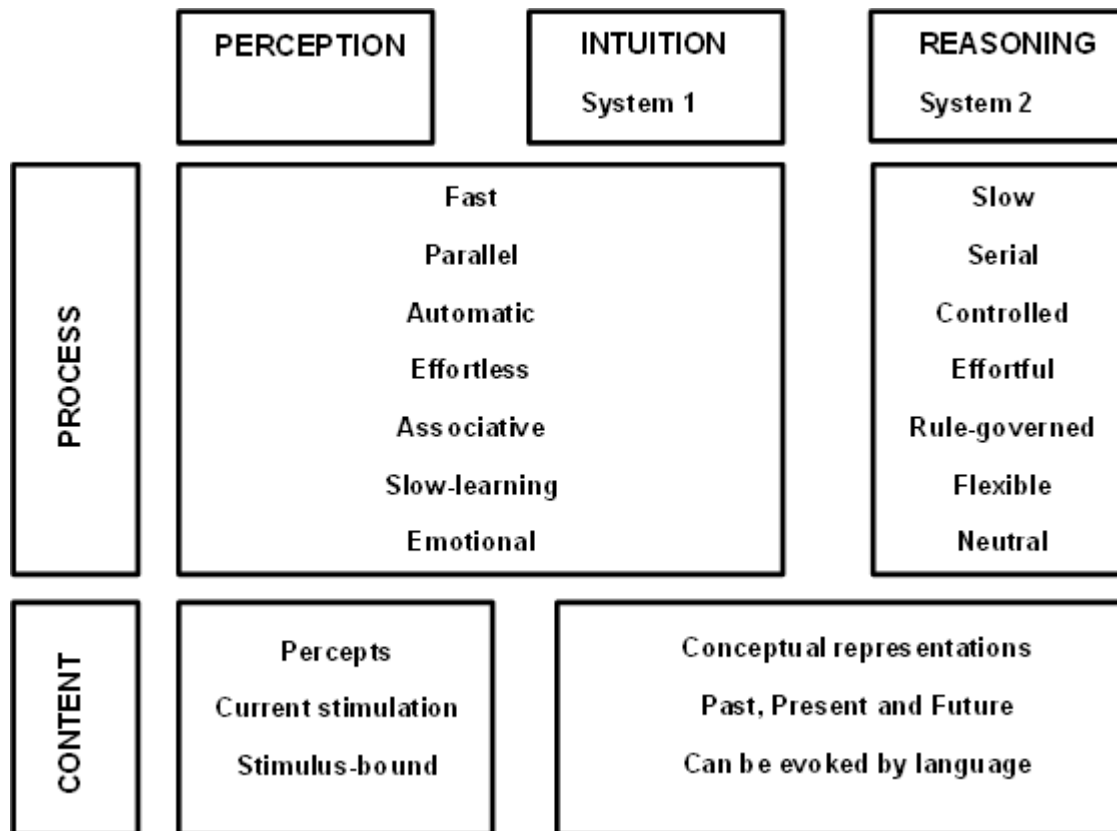 PERCEPTION
INTUITION
System 1
REASONING
System 2
PROCESS
Fast
Parallel
Automatic
Effortless
Associative
Slow-learning
Emotional
Slow
Serial
Controlled
Effortful
Rule-governed
Flexible
Neutral
CONTENT
Percepts
Current stimulation
Stimulus-bound
Conceptual representations
Past, Present and Future
Can be evoked by language